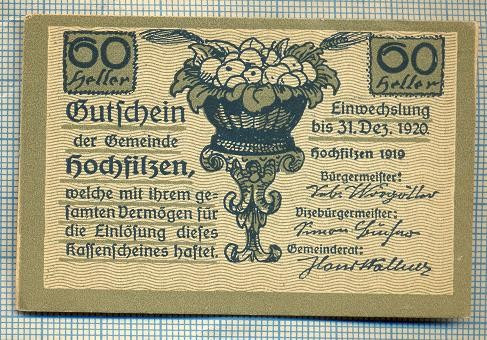 60 Heller
60 Heller
Gutschein
der Gemeinde
Hochfilzen,
welche mit ihrem ge-
samten Vermögen für
die Einlösung dieses
Kassenscheines haftet.
Einwechslung
bis 31. Dez. 1920
Hochfilzen 1919
Bürgermeister:
Vizebürgermeister:
Simon
Gemeinderat: